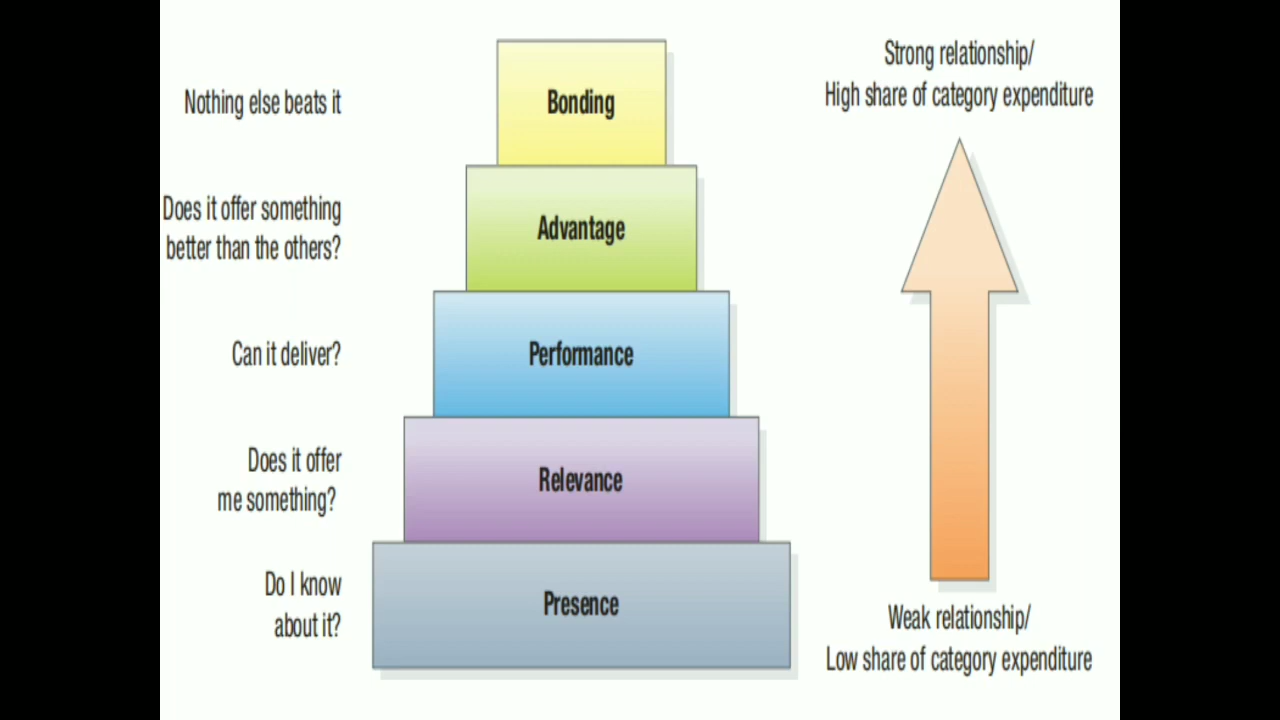 Strong relationship/
High share of category expenditure
Nothing else beats it
Bonding
Does it offer something
better than the others?
Advantage
Can it deliver?
Performance
Does it offer
me something?
Relevance
Do I know
about it?
Presence
Weak relationship/
Low share of category expenditure